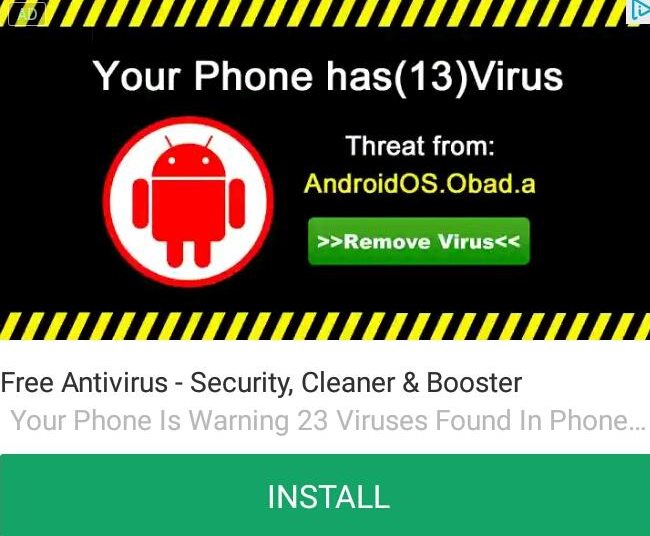 AD
Your Phone has(13)Virus
Threat from:
AndroidOS.Obad.a
>>Remove Virus<<
Free Antivirus - Security, Cleaner & Booster
Your Phone Is Warning 23 Viruses Found In Phone...
INSTALL